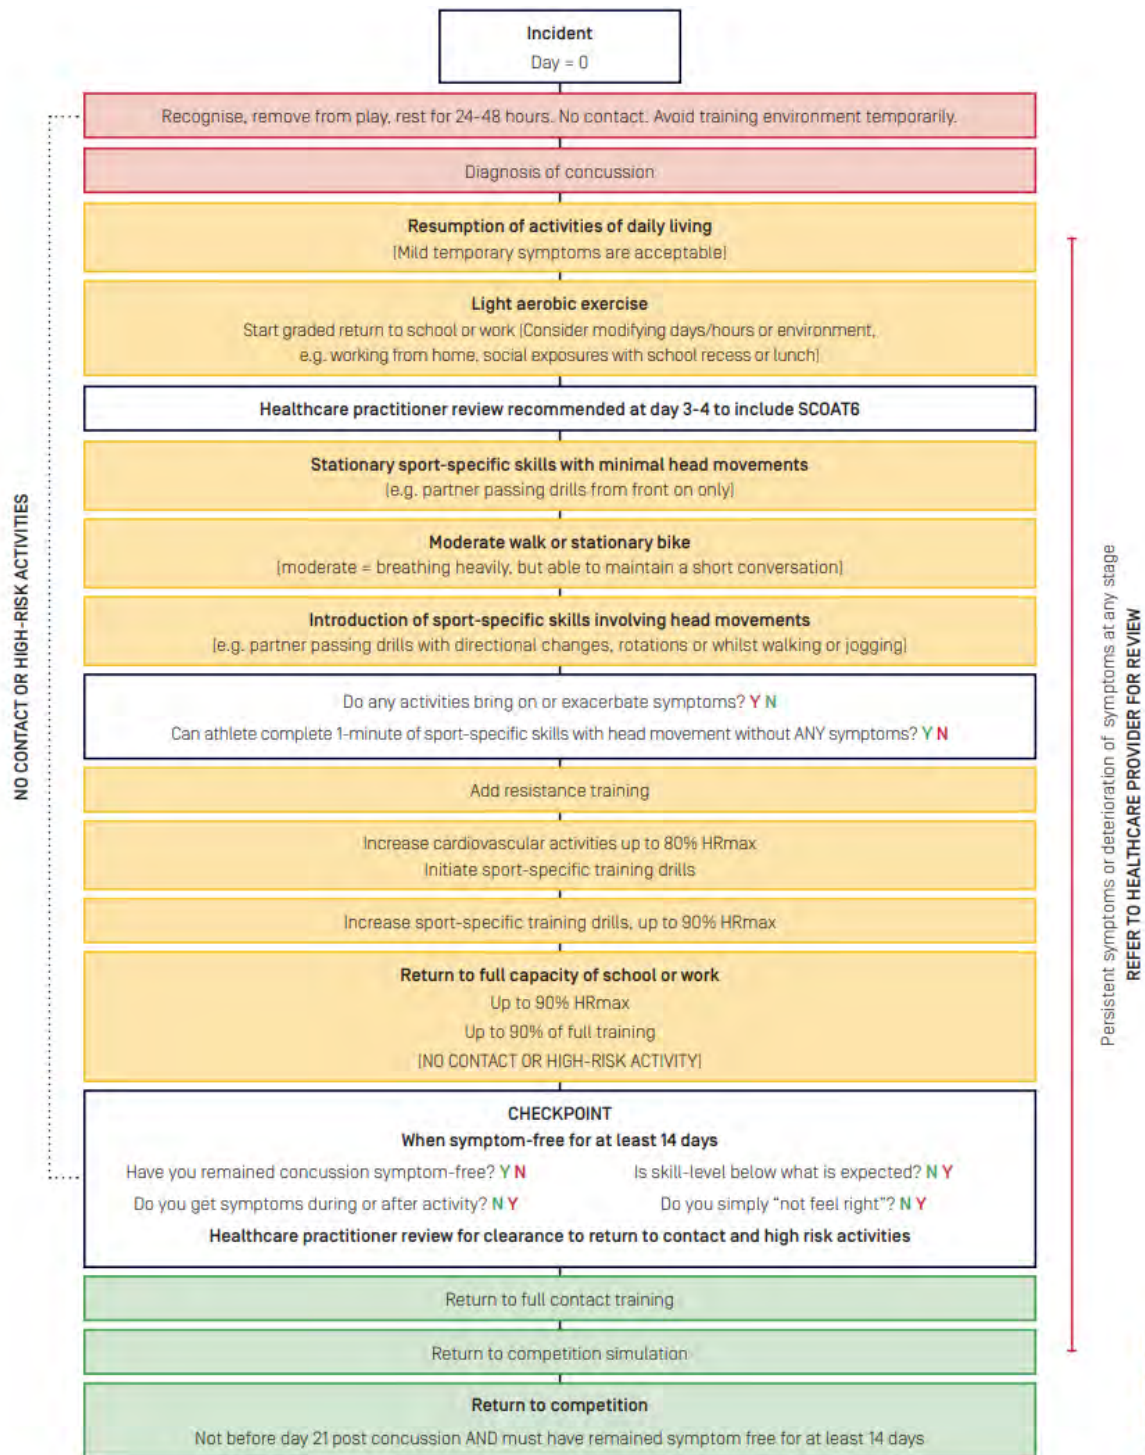 Incident
Day = 0
Recognise, remove from play, rest for 24-48 hours. No contact. Avoid training environment temporarily.
Diagnosis of concussion
Resumption of activities of daily living
(Mild temporary symptoms are acceptable)
Light aerobic exercise
Start graded return to school or work (Consider modifying days/hours or environment,
e.g. working from home, social exposures with school recess or lunch)
Healthcare practitioner review recommended at day 3-4 to include SCOAT6
Stationary sport-specific skills with minimal head movements
(e.g. partner passing drills from front on only)
Moderate walk or stationary bike
(moderate = breathing heavily, but able to maintain a short conversation)
Introduction of sport-specific skills involving head movements
(e.g. partner passing drills with directional changes, rotations or whilst walking or jogging)
Do any activities bring on or exacerbate symptoms? Y N
Can athlete complete 1-minute of sport-specific skills with head movement without ANY symptoms? Y N
Add resistance training
Increase cardiovascular activities up to 80% HRmax
Initiate sport-specific training drills
Increase sport-specific training drills, up to 90% HRmax
Return to full capacity of school or work
Up to 90% HRmax
Up to 90% of full training
(NO CONTACT OR HIGH-RISK ACTIVITY)
CHECKPOINT
When symptom-free for at least 14 days
Have you remained concussion symptom-free? Y N
Is skill-level below what is expected? N Y
Do you get symptoms during or after activity? N Y
Do you simply "not feel right"? N Y
Healthcare practitioner review for clearance to return to contact and high risk activities
Return to full contact training
Return to competition simulation
Return to competition
Not before day 21 post concussion AND must have remained symptom free for at least 14 days
NO CONTACT OR HIGH-RISK ACTIVITIES
Persistent symptoms or deterioration of symptoms at any stage
REFER TO HEALTHCARE PROVIDER FOR REVIEW